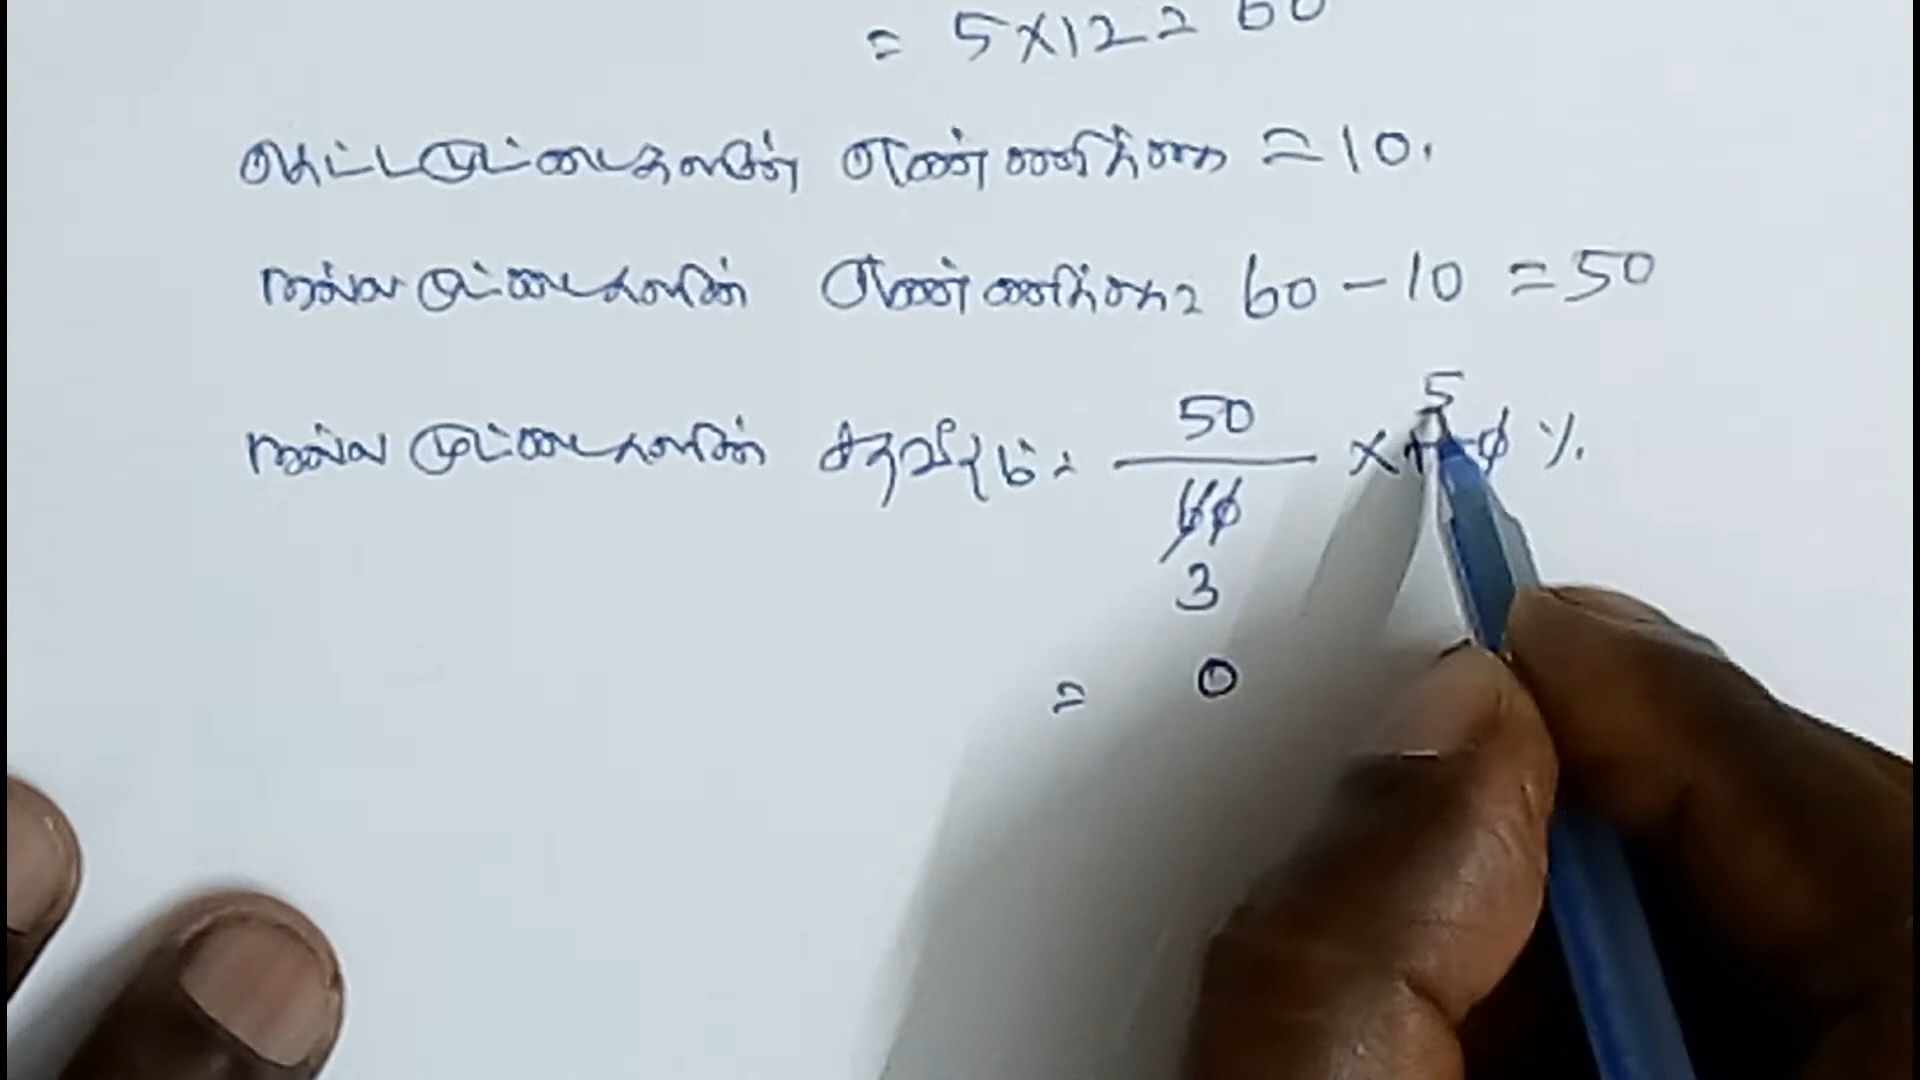 = 5×12 = 60
கெட்ட முட்டைகளின் எண்ணிக்கை = 10.
நல்ல முட்டைகளின் எண்ணிக்கை = 60 - 10 = 50
நல்ல முட்டைகளின் சதவீதம் = 50/60 × 100 %
5
3
= 0